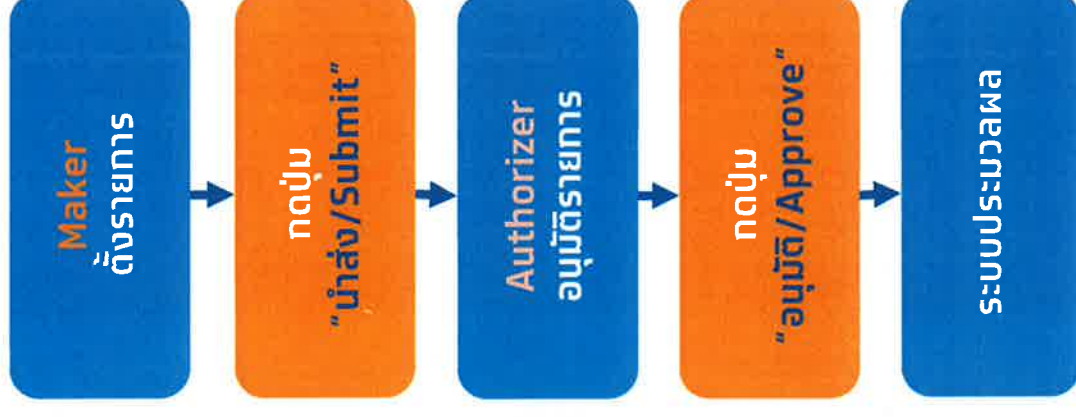 Maker
ตั้งรายการ
กดปุ่ม
"นำส่ง/Submit"
Authorizer
อนุมัติรายการ
กดปุ่ม
"อนุมัติ/Approve"
ระบบประมวลผล